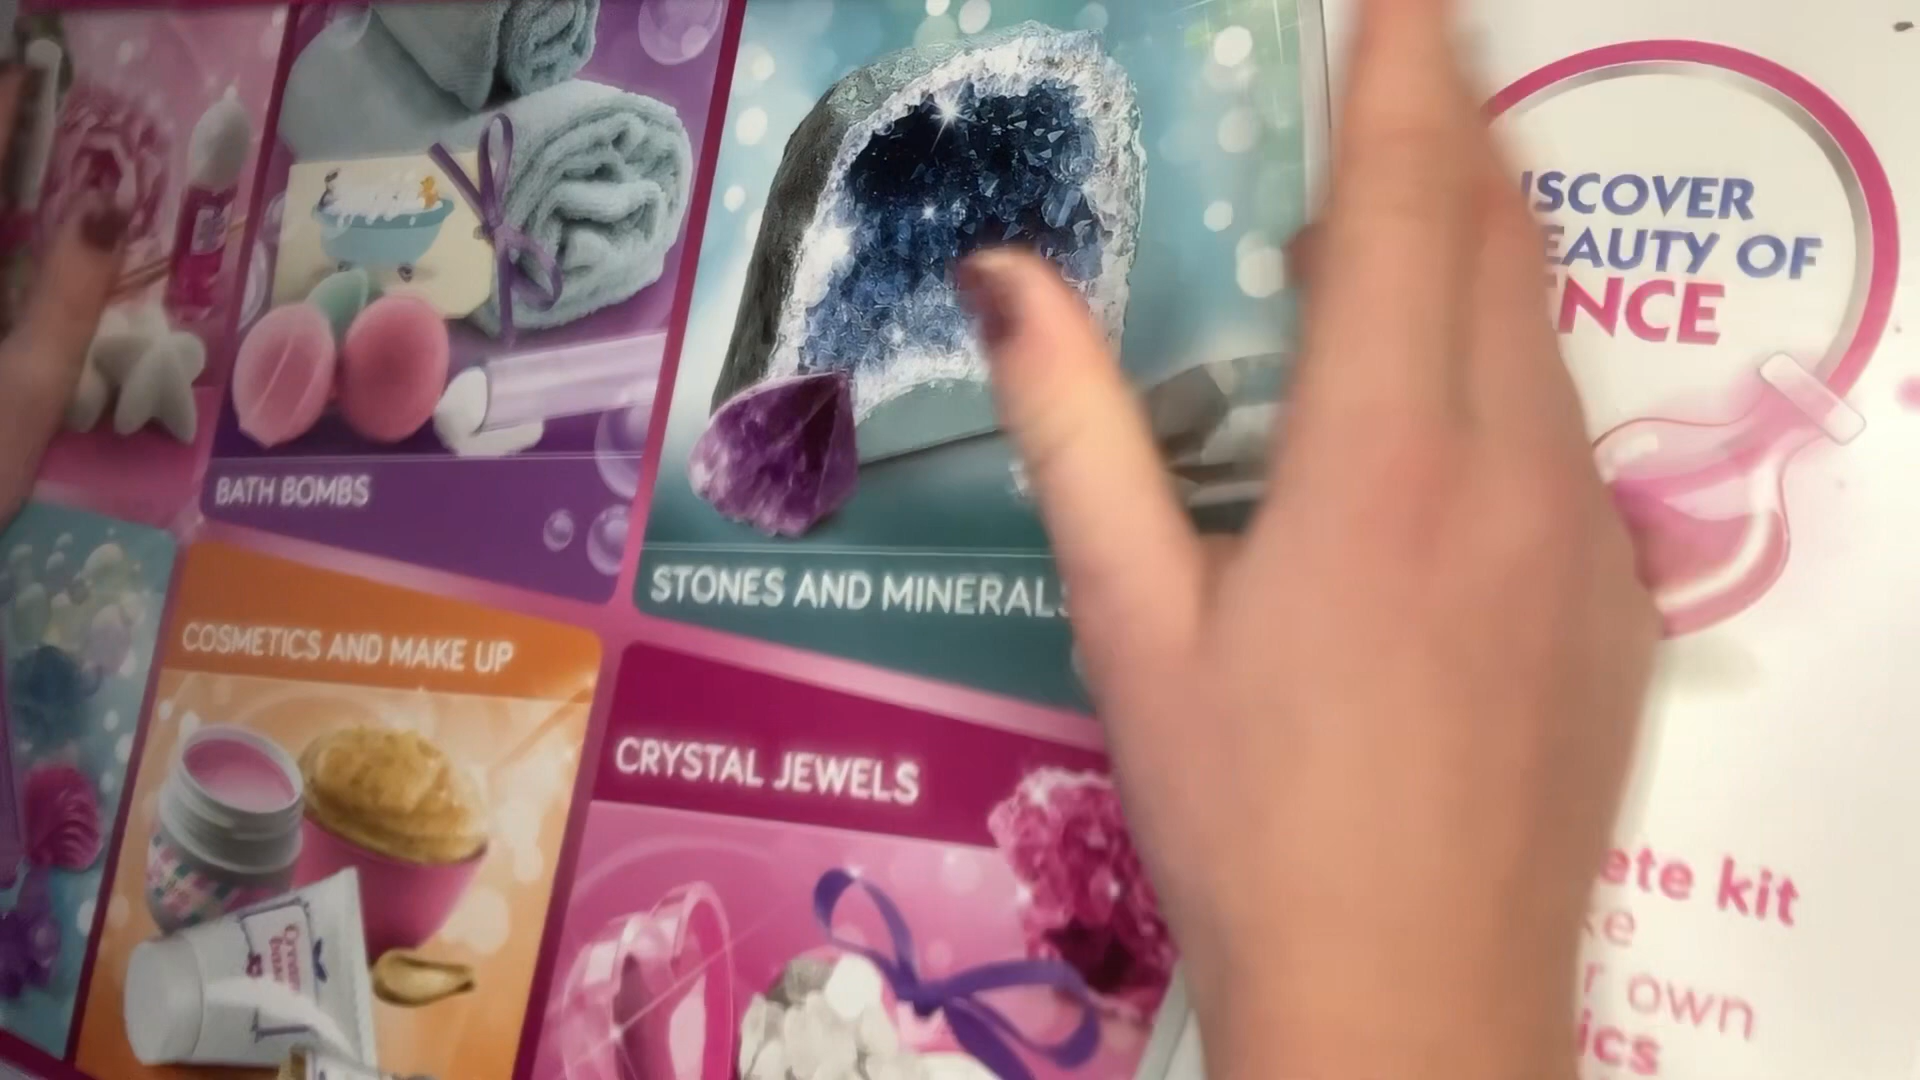 BATH BOMBS
STONES AND MINERALS
COSMETICS AND MAKE UP
CRYSTAL JEWELS
ISCOVER
EAUTY OF
ENCE
ete kit
ke
r own
ics